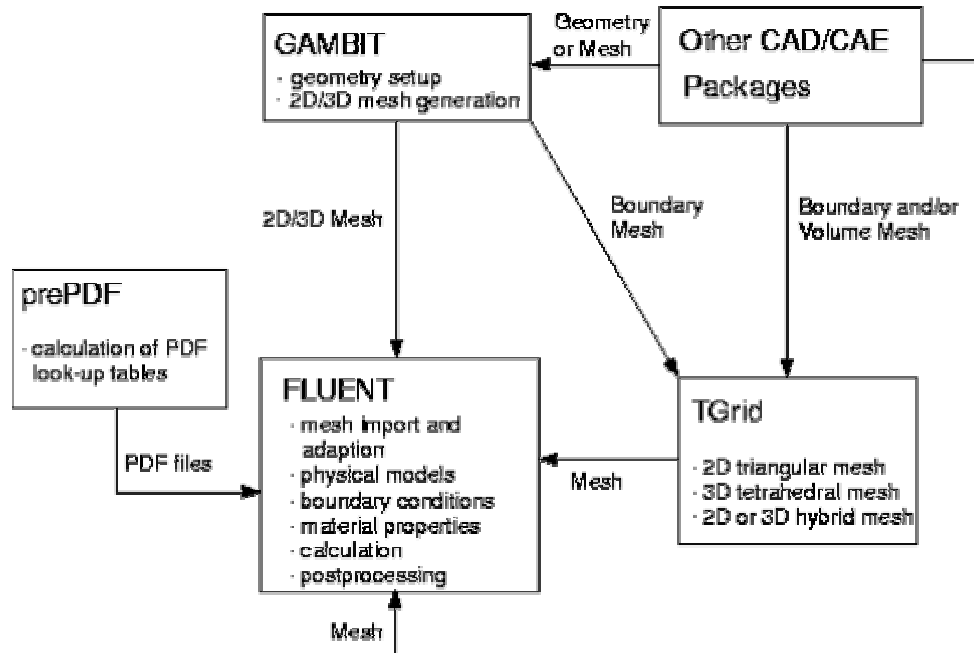 GAMBIT
· geometry setup
· 2D/3D mesh generation
Geometry
or Mesh
Other CAD/CAE
Packages
2D/3D Mesh
Boundary
Mesh
Boundary and/or
Volume Mesh
prePDF
· calculation of PDF
look-up tables
PDF files
FLUENT
· mesh import and
adaption
· physical models
· boundary conditions
· material properties
· calculation
· postprocessing
Mesh
TGrid
· 2D triangular mesh
· 3D tetrahedral mesh
· 2D or 3D hybrid mesh
Mesh